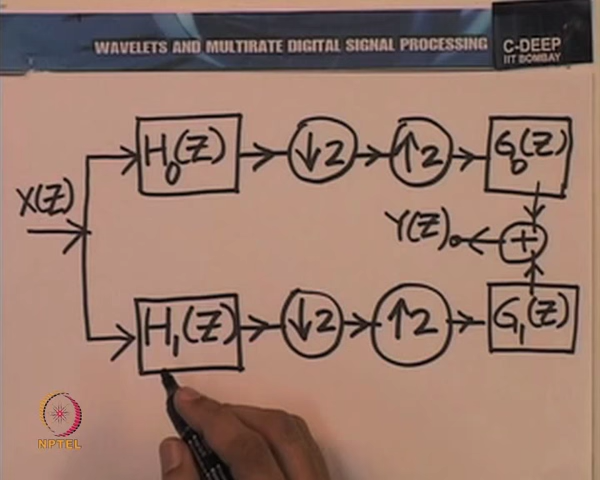 WAVELETS AND MULTIRATE DIGITAL SIGNAL PROCESSING
C-DEEP
IIT BOMBAY
H₀(Z) ↓2 ↑2 G₀(Z)
X(Z)
Y(Z) +
H₁(Z) ↓2 ↑2 G₁(Z)
NPTEL